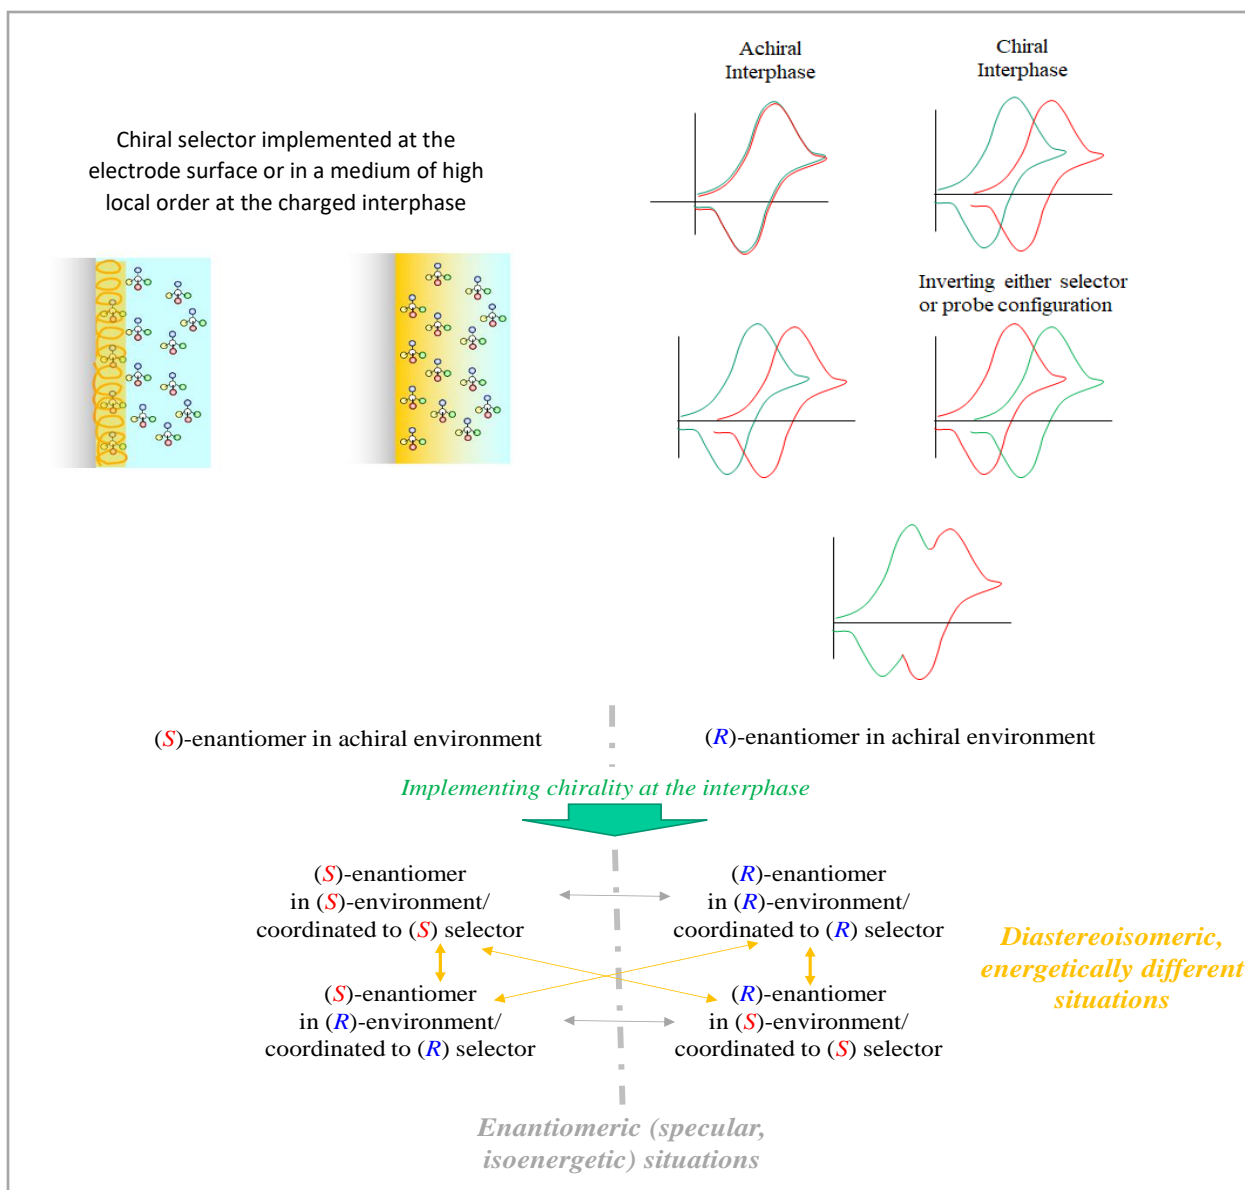 Achiral
Interphase
Chiral
Interphase
Chiral selector implemented at the
electrode surface or in a medium of high
local order at the charged interphase
Inverting either selector
or probe configuration
(S)-enantiomer in achiral environment
(R)-enantiomer in achiral environment
Implementing chirality at the interphase
(S)-enantiomer
in (S)-environment/
coordinated to (S) selector
(R)-enantiomer
in (R)-environment/
coordinated to (R) selector
Diastereoisomeric,
energetically different
situations
(S)-enantiomer
in (R)-environment/
coordinated to (R) selector
(R)-enantiomer
in (S)-environment/
coordinated to (S) selector
Enantiomeric (specular,
isoenergetic) situations